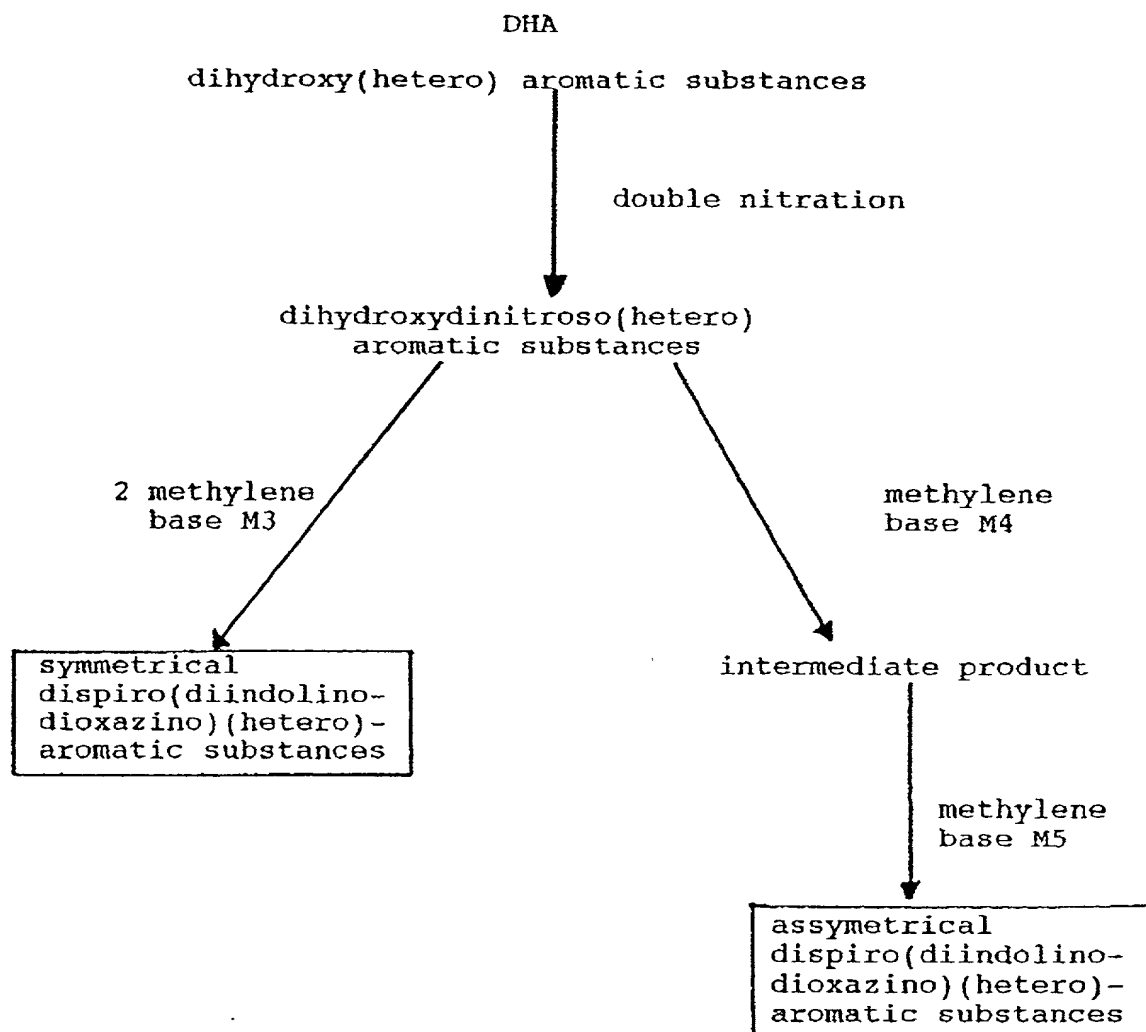 DHA
dihydroxy(hetero) aromatic substances
double nitration
dihydroxydinitroso(hetero)
aromatic substances
2 methylene
base M3
methylene
base M4
symmetrical
dispiro(diindolino-
dioxazino)(hetero)-
aromatic substances
intermediate product
methylene
base M5
assymetrical
dispiro(diindolino-
dioxazino)(hetero)-
aromatic substances